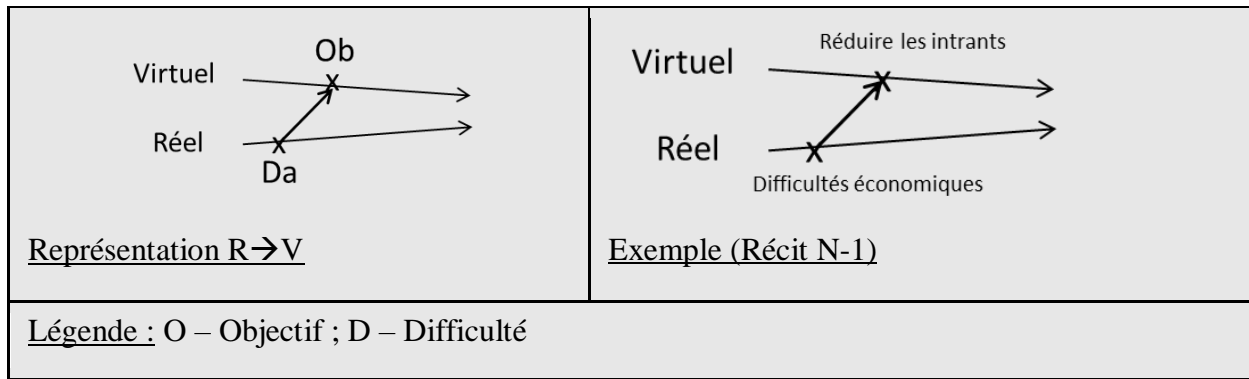 Ob
Virtuel
Réel
Da
Représentation R→V
Réduire les intrants
Virtuel
Réel
Difficultés économiques
Exemple (Récit N-1)
Légende : O – Objectif ; D – Difficulté